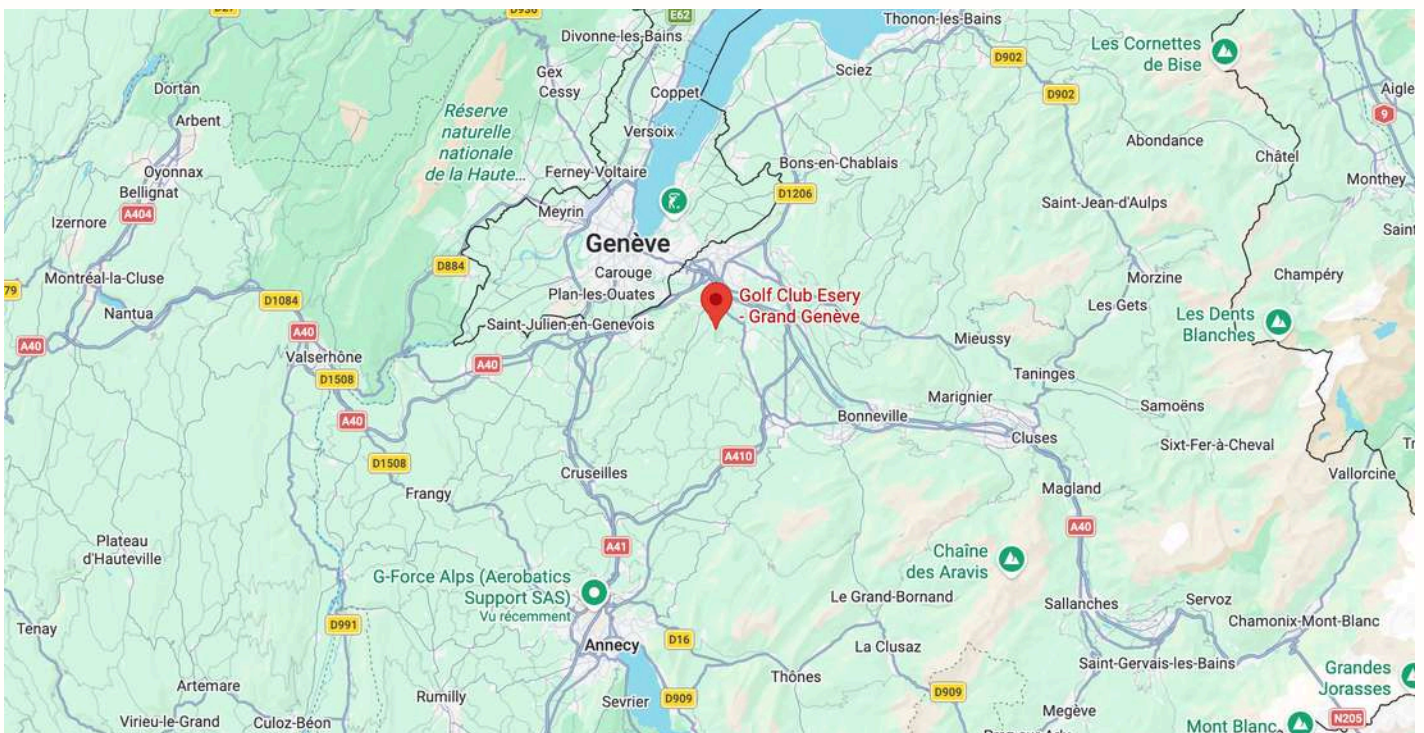 D27
D936
E62
Thonon-les-Bains
Divonne-les-Bains
Les Cornettes
de Bise
D902
Sciez
Gex
Cessy
Dortan
Coppet
D902
Aigle
9
Arbent
Réserve
naturelle
nationale
de la Haute...
Versoix
Abondance
Châtel
Oyonnax
Ferney-Voltaire
Bons-en-Chablais
Bellignat
D1206
Monthey
A404
Izernore
Meyrin
Saint-Jean-d'Aulps
Saint
Genève
D884
Carouge
Montréal-la-Cluse
Morzine
Champéry
79
D1084
Plan-les-Ouates
Golf Club Esery
- Grand Genève
Les Gets
Nantua
Saint-Julien-en-Genevois
Les Dents
Blanches
A40
A40
Mieussy
Valserhône
A40
Taninges
D1508
Marignier
Samoëns
A40
Bonneville
Cluses
Sixt-Fer-à-Cheval
Tr
D1508
A410
Cruseilles
Vallorcine
Frangy
Magland
A40
Plateau
d'Hauteville
A41
Chaîne
des Aravis
G-Force Alps (Aerobatics
Support SAS)
Vu récemment
Le Grand-Bornand
Sallanches
Servoz
Tenay
D991
Chamonix-Mont-Blanc
Annecy
D16
La Clusaz
Saint-Gervais-les-Bains
Thônes
Grandes
Jorasses
Artemare
Rumilly
Sevrier
D909
D909
Megève
Virieu-le-Grand
Culoz-Béon
Mont Blanc
N205